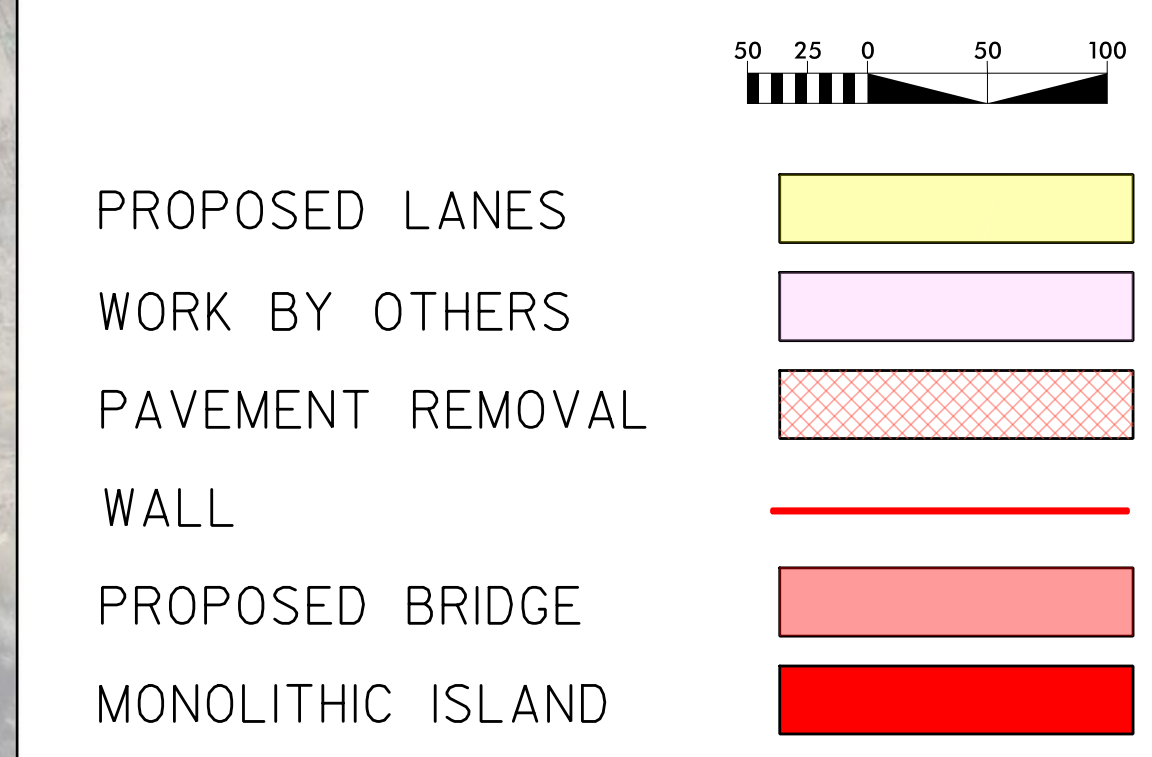 50 25 0 50 100
PROPOSED LANES
WORK BY OTHERS
PAVEMENT REMOVAL
WALL
PROPOSED BRIDGE
MONOLITHIC ISLAND